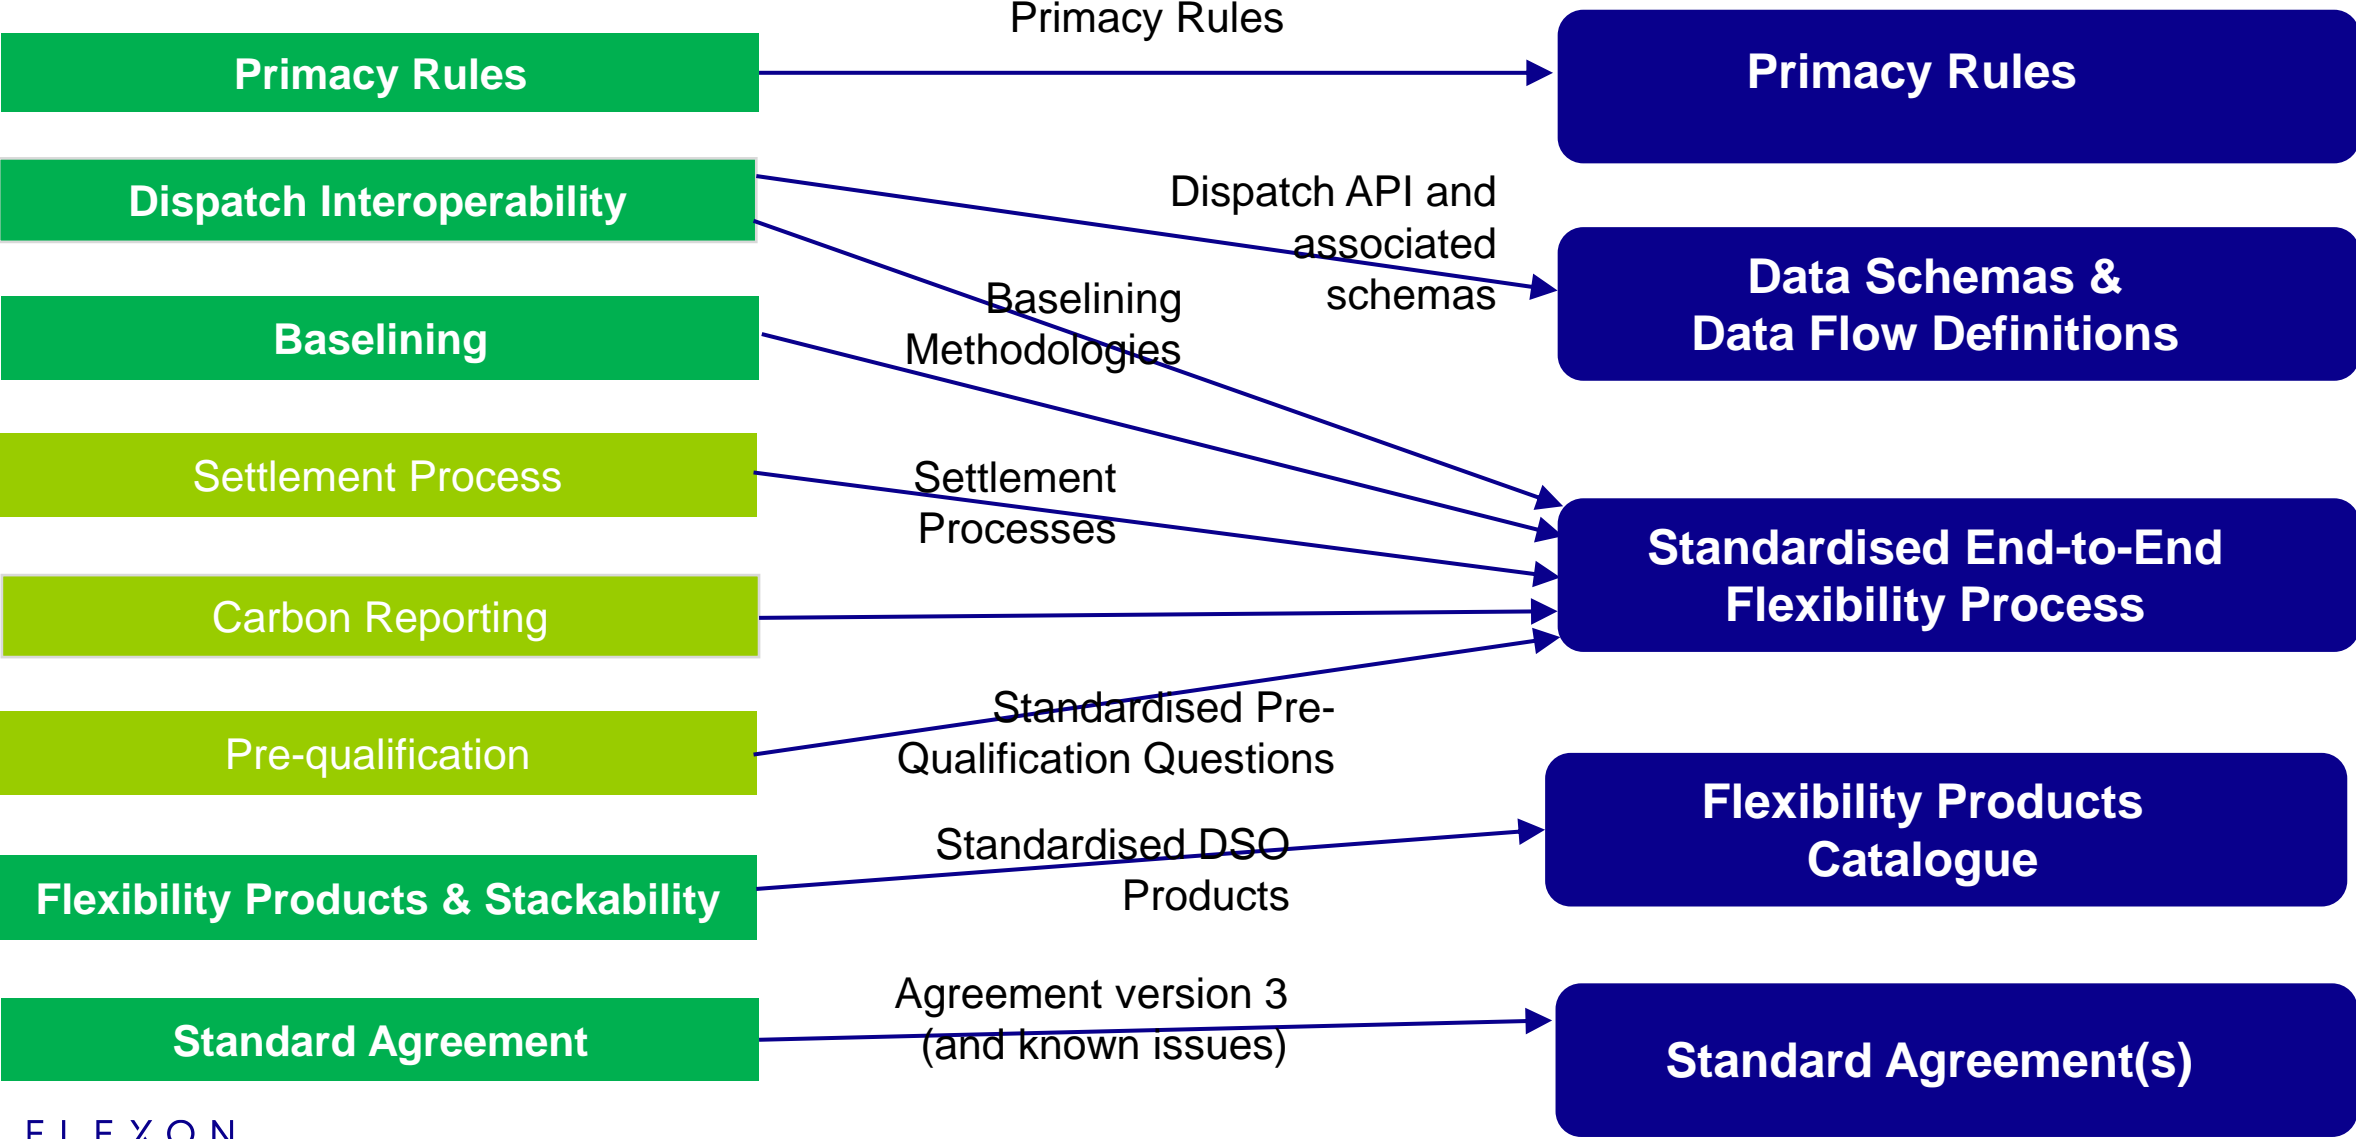 Primacy Rules
Primacy Rules
Primacy Rules
Dispatch Interoperability
Dispatch API and
associated
schemas
Data Schemas &
Data Flow Definitions
Baselining
Baselining
Methodologies
Settlement Process
Settlement
Processes
Standardised End-to-End
Flexibility Process
Carbon Reporting
Pre-qualification
Standardised Pre-
Qualification Questions
Flexibility Products
Catalogue
Flexibility Products & Stackability
Standardised DSO
Products
Standard Agreement
Agreement version 3
(and known issues)
Standard Agreement(s)